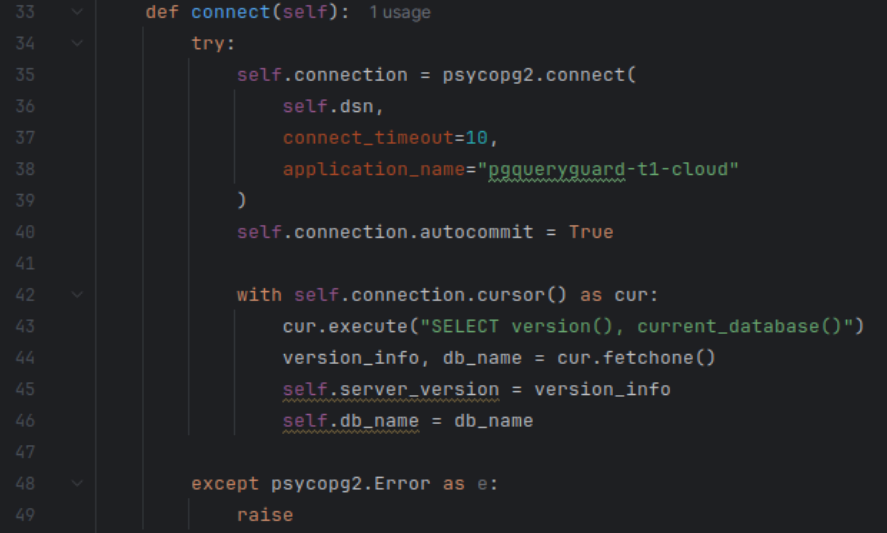 33 def connect(self): 1 usage
34 try:
35 self.connection = psycopg2.connect(
36 self.dsn,
37 connect_timeout=10,
38 application_name="pgqueryguard-t1-cloud"
39 )
40 self.connection.autocommit = True
41
42 with self.connection.cursor() as cur:
43 cur.execute("SELECT version(), current_database()")
44 version_info, db_name = cur.fetchone()
45 self.server_version = version_info
46 self.db_name = db_name
47
48 except psycopg2.Error as e:
49 raise